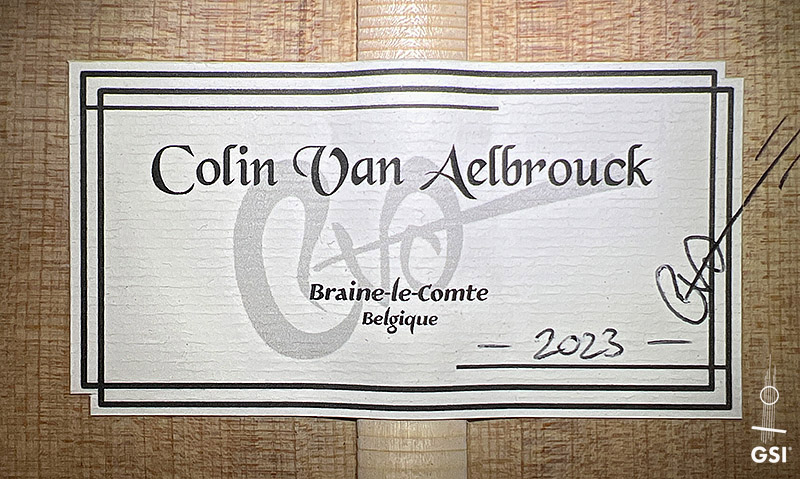 Colin Van Aelbrouck
Braine-le-Comte
Belgique
- 2023 -
GSI